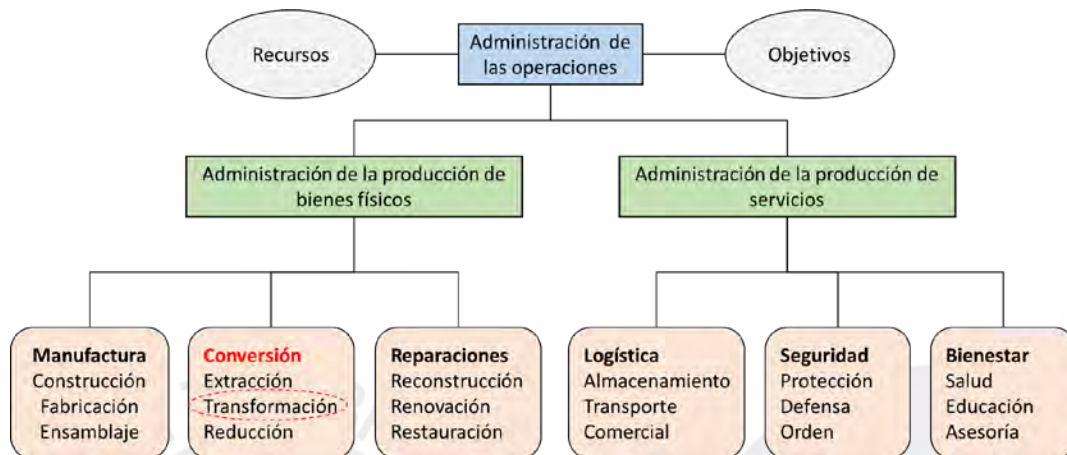 Recursos
Administración de
las operaciones
Objetivos
Administración de la producción de
bienes físicos
Administración de la producción de
servicios
Manufactura
Construcción
Fabricación
Ensamblaje
Conversión
Extracción
Transformación
Reducción
Reparaciones
Reconstrucción
Renovación
Restauración
Logística
Almacenamiento
Transporte
Comercial
Seguridad
Protección
Defensa
Orden
Bienestar
Salud
Educación
Asesoría